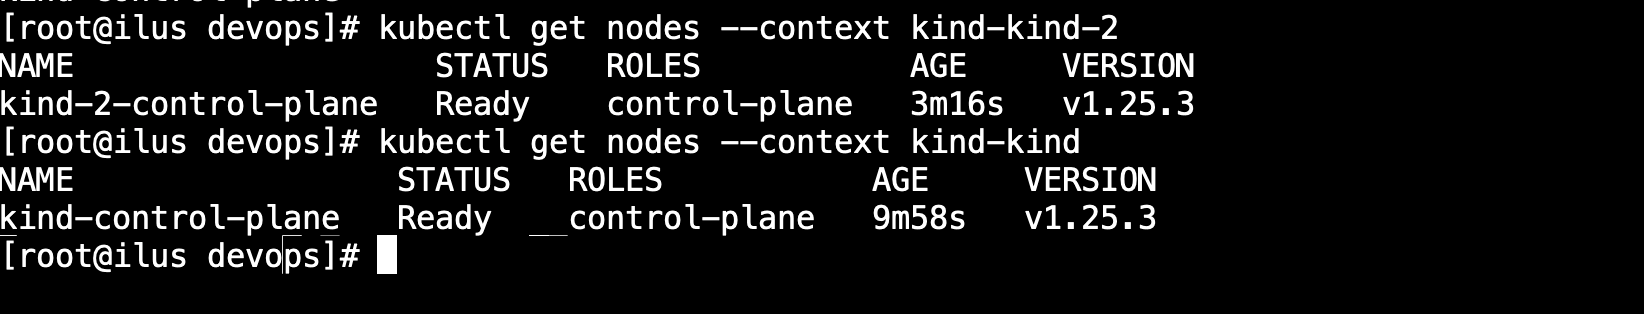 [root@ilus devops]# kubectl get nodes --context kind-kind-2
NAME                   STATUS   ROLES           AGE     VERSION
kind-2-control-plane   Ready    control-plane   3m16s   v1.25.3
[root@ilus devops]# kubectl get nodes --context kind-kind
NAME                 STATUS   ROLES           AGE     VERSION
kind-control-plane   Ready    control-plane   9m58s   v1.25.3
[root@ilus devops]#